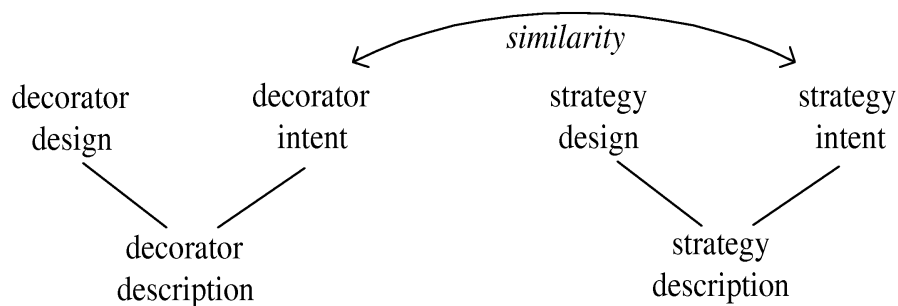 similarity
decorator
design
decorator
intent
strategy
design
strategy
intent
decorator
description
strategy
description